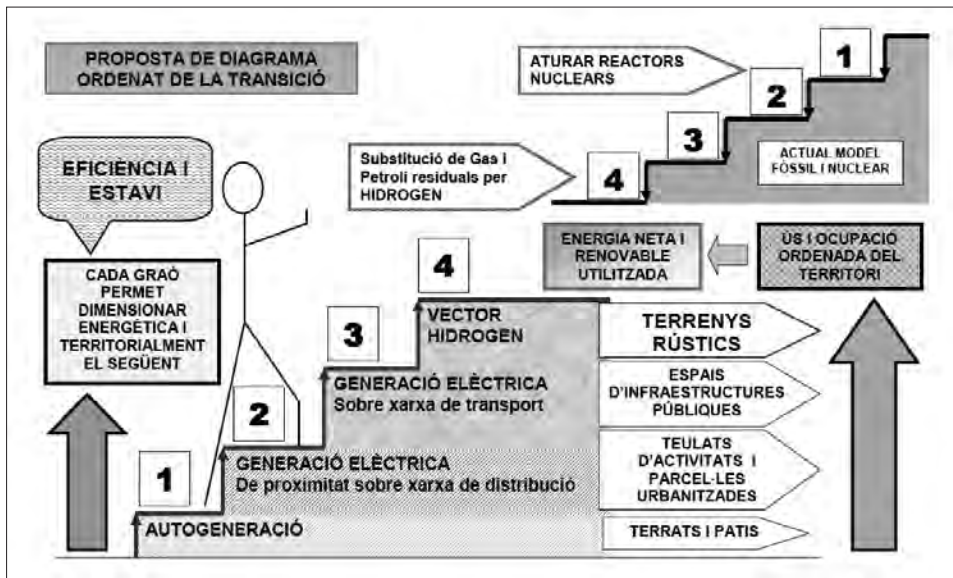 PROPOSTA DE DIAGRAMA
ORDENAT DE LA TRANSICIÓ
ATURAR REACTORS
NUCLEARS
1
2
3
4
Substitució de Gas i
Petroli residuals per
HIDROGEN
ACTUAL MODEL
FÒSSIL I NUCLEAR
EFICIÈNCIA I
ESTAVI
CADA GRAÓ
PERMET
DIMENSIONAR
ENERGÈTICA I
TERRITORIALMENT
EL SEGÜENT
ENERGIA NETA I
RENOVABLE
UTILITZADA
ÚS I OCUPACIÓ
ORDENADA DEL
TERRITÒRI
4
VECTOR
HIDROGEN
3
GENERACIÓ ELÈCTRICA
Sobre xarxa de transport
2
GENERACIÓ ELÈCTRICA
De proximitat sobre xarxa de distribució
1
AUTOGENERACIÓ
TERRENYS
RÚSTICS
ESPAIS
D'INFRAESTRUCTURES
PÚBLIQUES
TEULATS
D'ACTIVITATS I
PARCEL·LES
URBANITZADES
TERRATS I PATIS